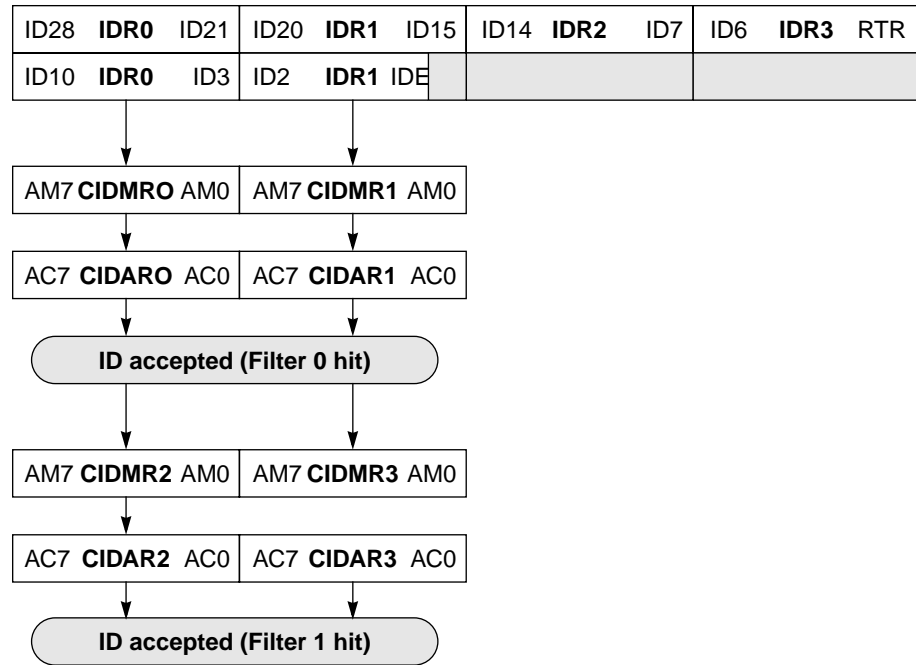 ID28 IDR0 ID21 ID20 IDR1 ID15 ID14 IDR2 ID7 ID6 IDR3 RTR
ID10 IDR0 ID3 ID2 IDR1 IDE
AM7 CIDMRO AM0 AM7 CIDMR1 AM0
AC7 CIDARO AC0 AC7 CIDAR1 AC0
ID accepted (Filter 0 hit)
AM7 CIDMR2 AM0 AM7 CIDMR3 AM0
AC7 CIDAR2 AC0 AC7 CIDAR3 AC0
ID accepted (Filter 1 hit)